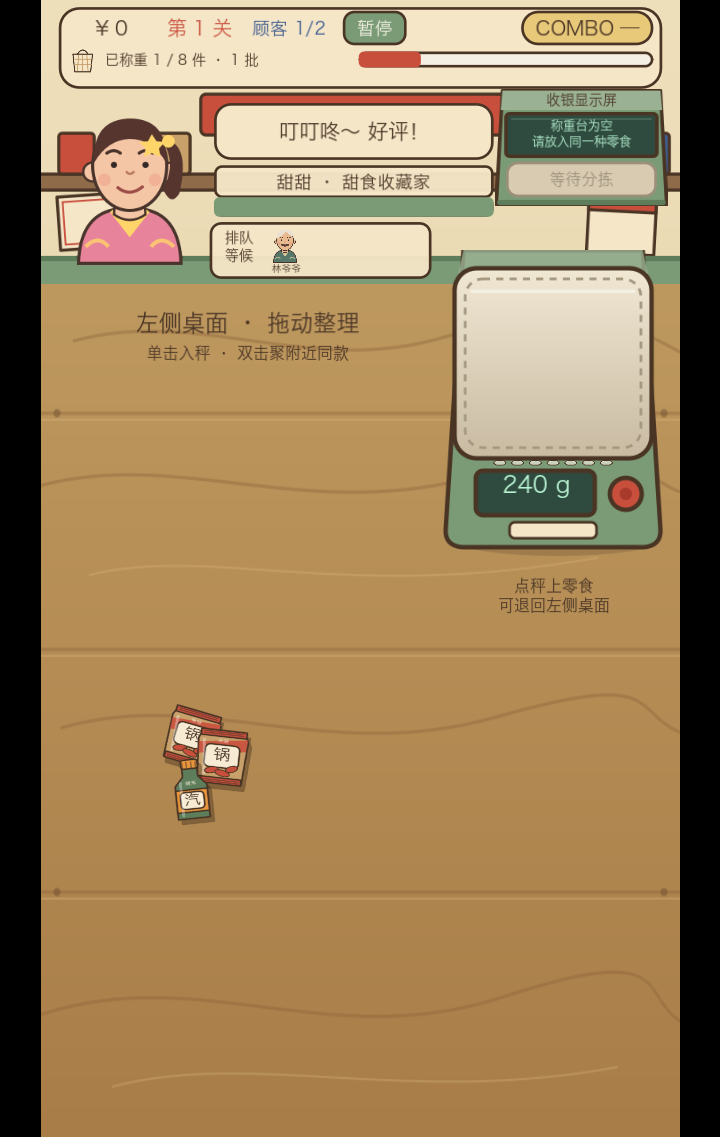 ￥0 第 1 关 顾客 1/2 暂停 COMBO —
已称重 1 / 8 件 · 1 批
收银显示屏
称重台为空
请放入同一种零食
等待分拣
叮叮咚～ 好评！
甜甜 · 甜食收藏家
排队
等候
林爷爷
左侧桌面 · 拖动整理
单击入秤 · 双击聚附近同款
240 g
点秤上零食
可退回左侧桌面
锅
锅
汽